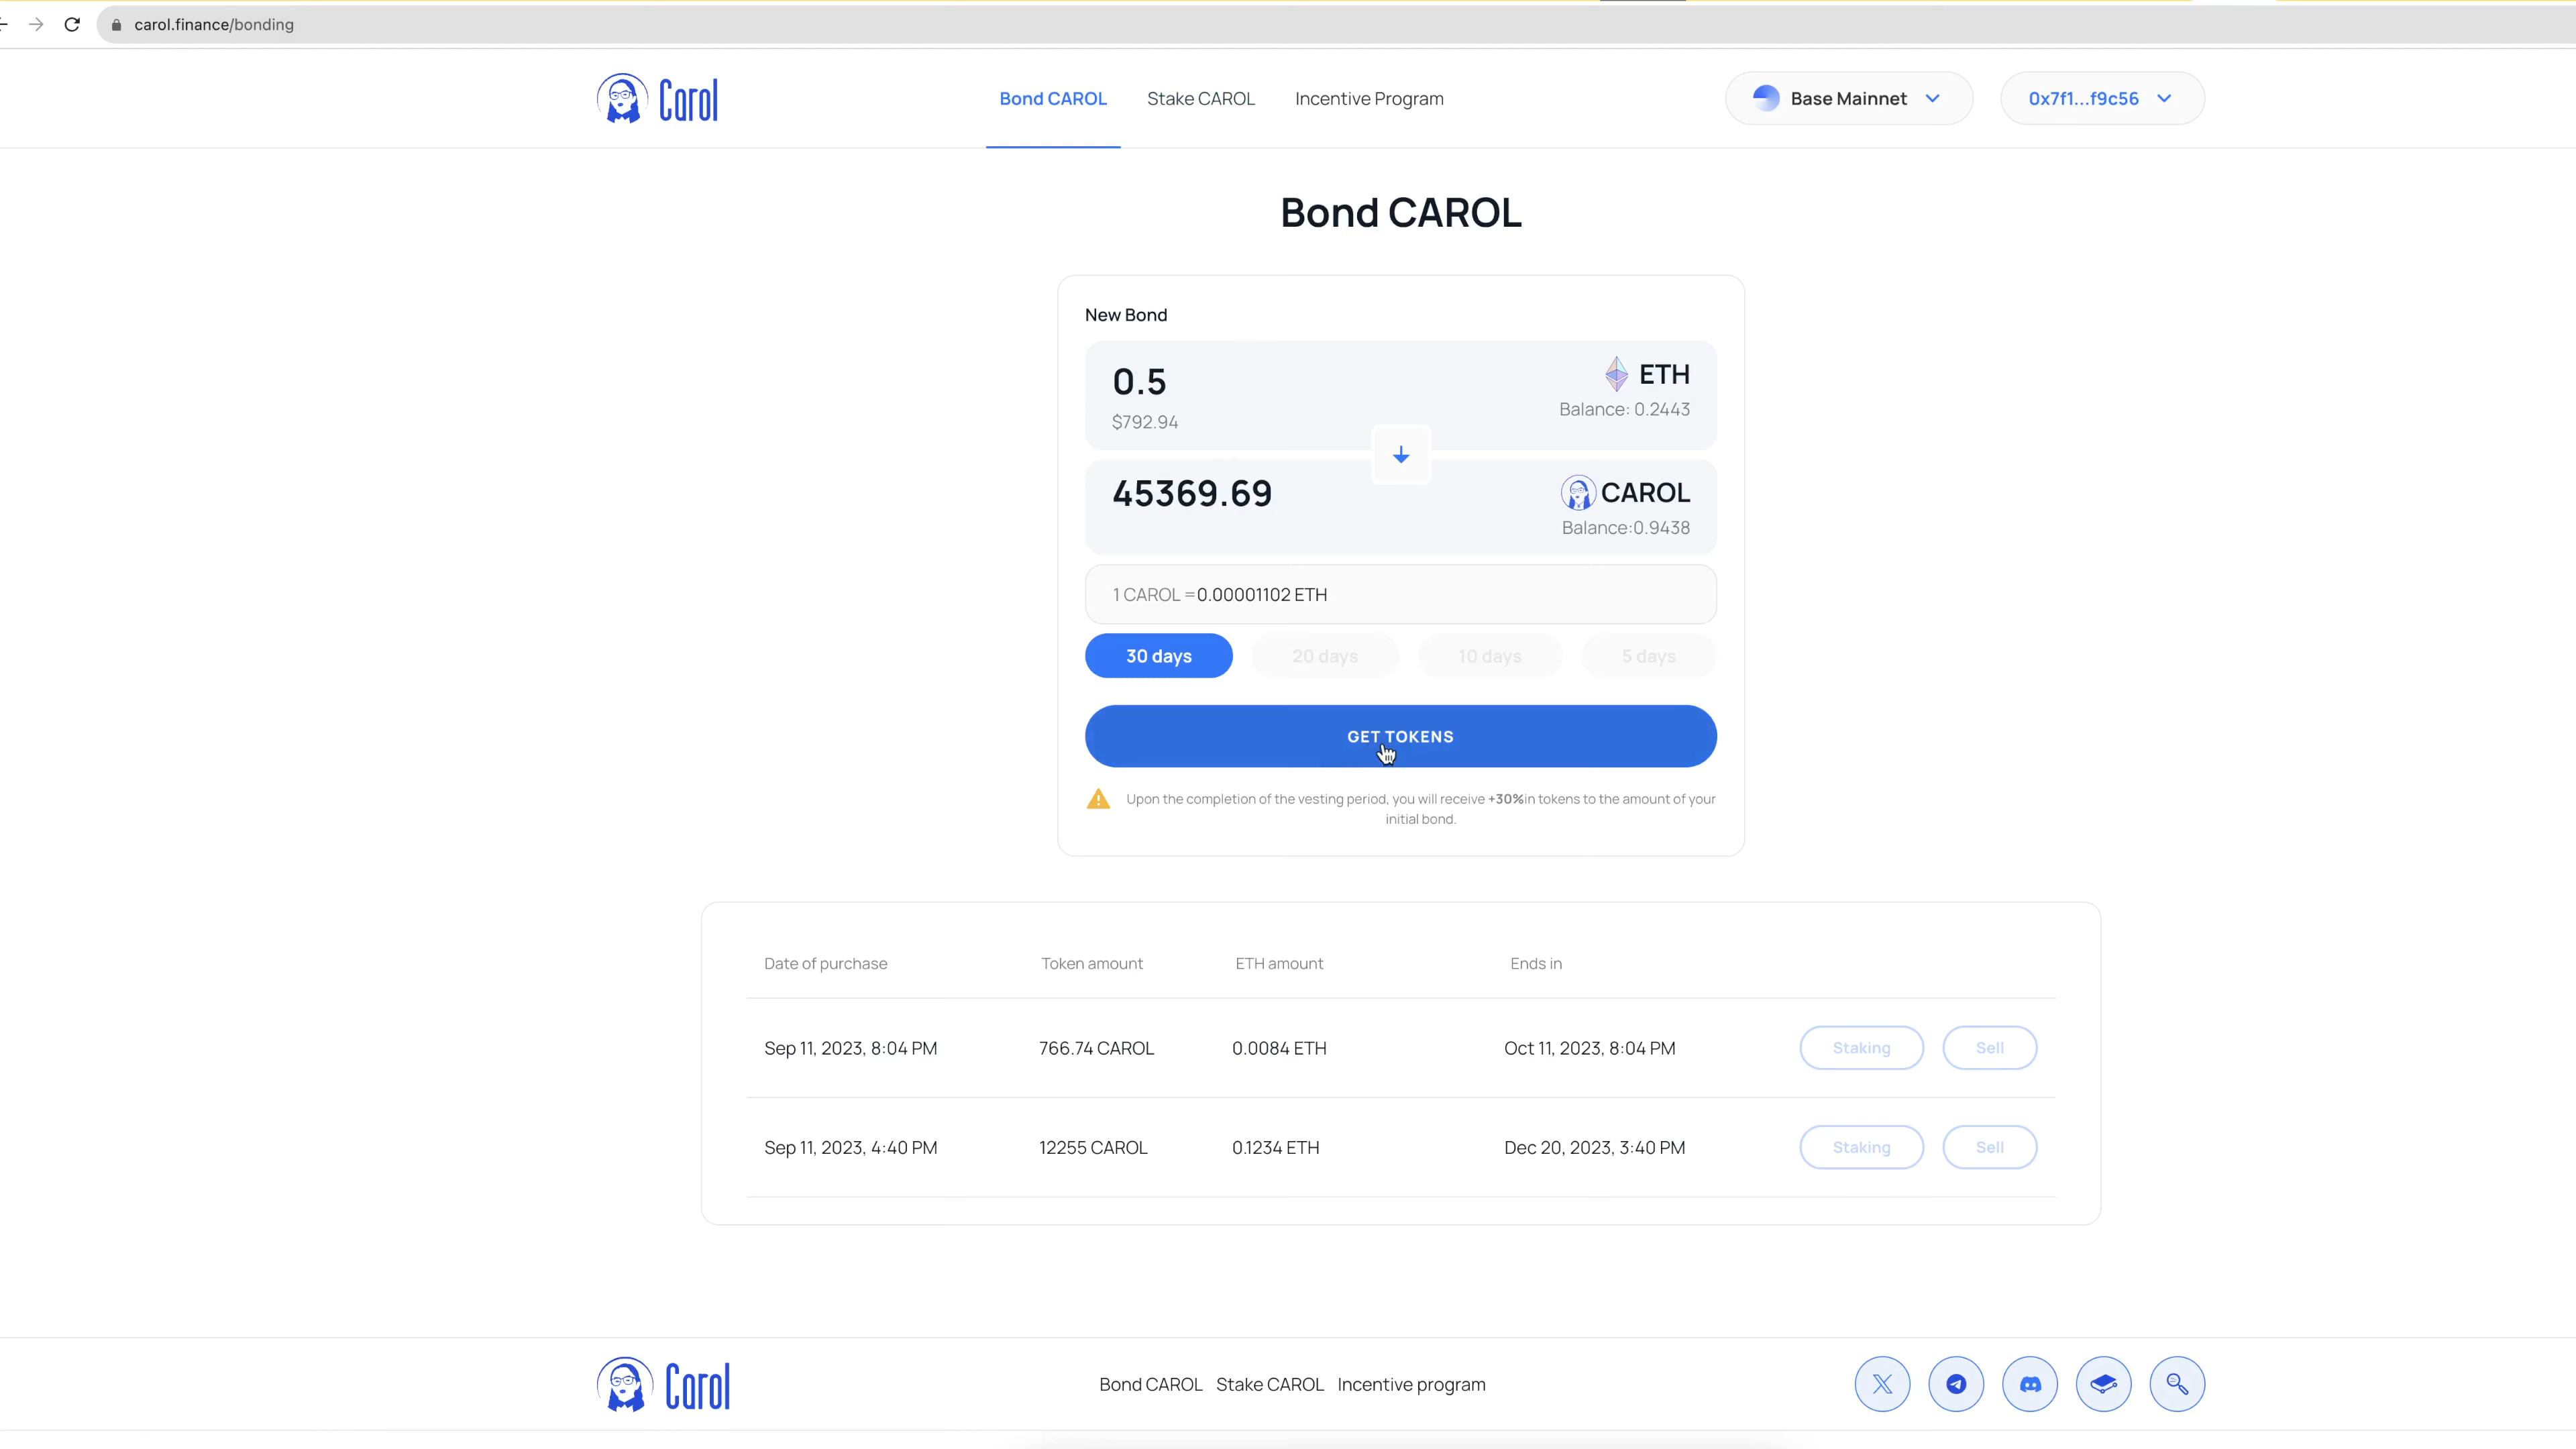 carol.finance/bonding
Carol
Bond CAROL
Stake CAROL
Incentive Program
Base Mainnet
0x7f1...f9c56
Bond CAROL
New Bond
0.5
ETH
$792.94
Balance: 0.2443
45369.69
CAROL
Balance:0.9438
1 CAROL =0.00001102 ETH
30 days
20 days
10 days
5 days
GET TOKENS
Upon the completion of the vesting period, you will receive +30%in tokens to the amount of your
initial bond.
Date of purchase
Token amount
ETH amount
Ends in
Sep 11, 2023, 8:04 PM
766.74 CAROL
0.0084 ETH
Oct 11, 2023, 8:04 PM
Staking
Sell
Sep 11, 2023, 4:40 PM
12255 CAROL
0.1234 ETH
Dec 20, 2023, 3:40 PM
Staking
Sell
Carol
Bond CAROL
Stake CAROL
Incentive program